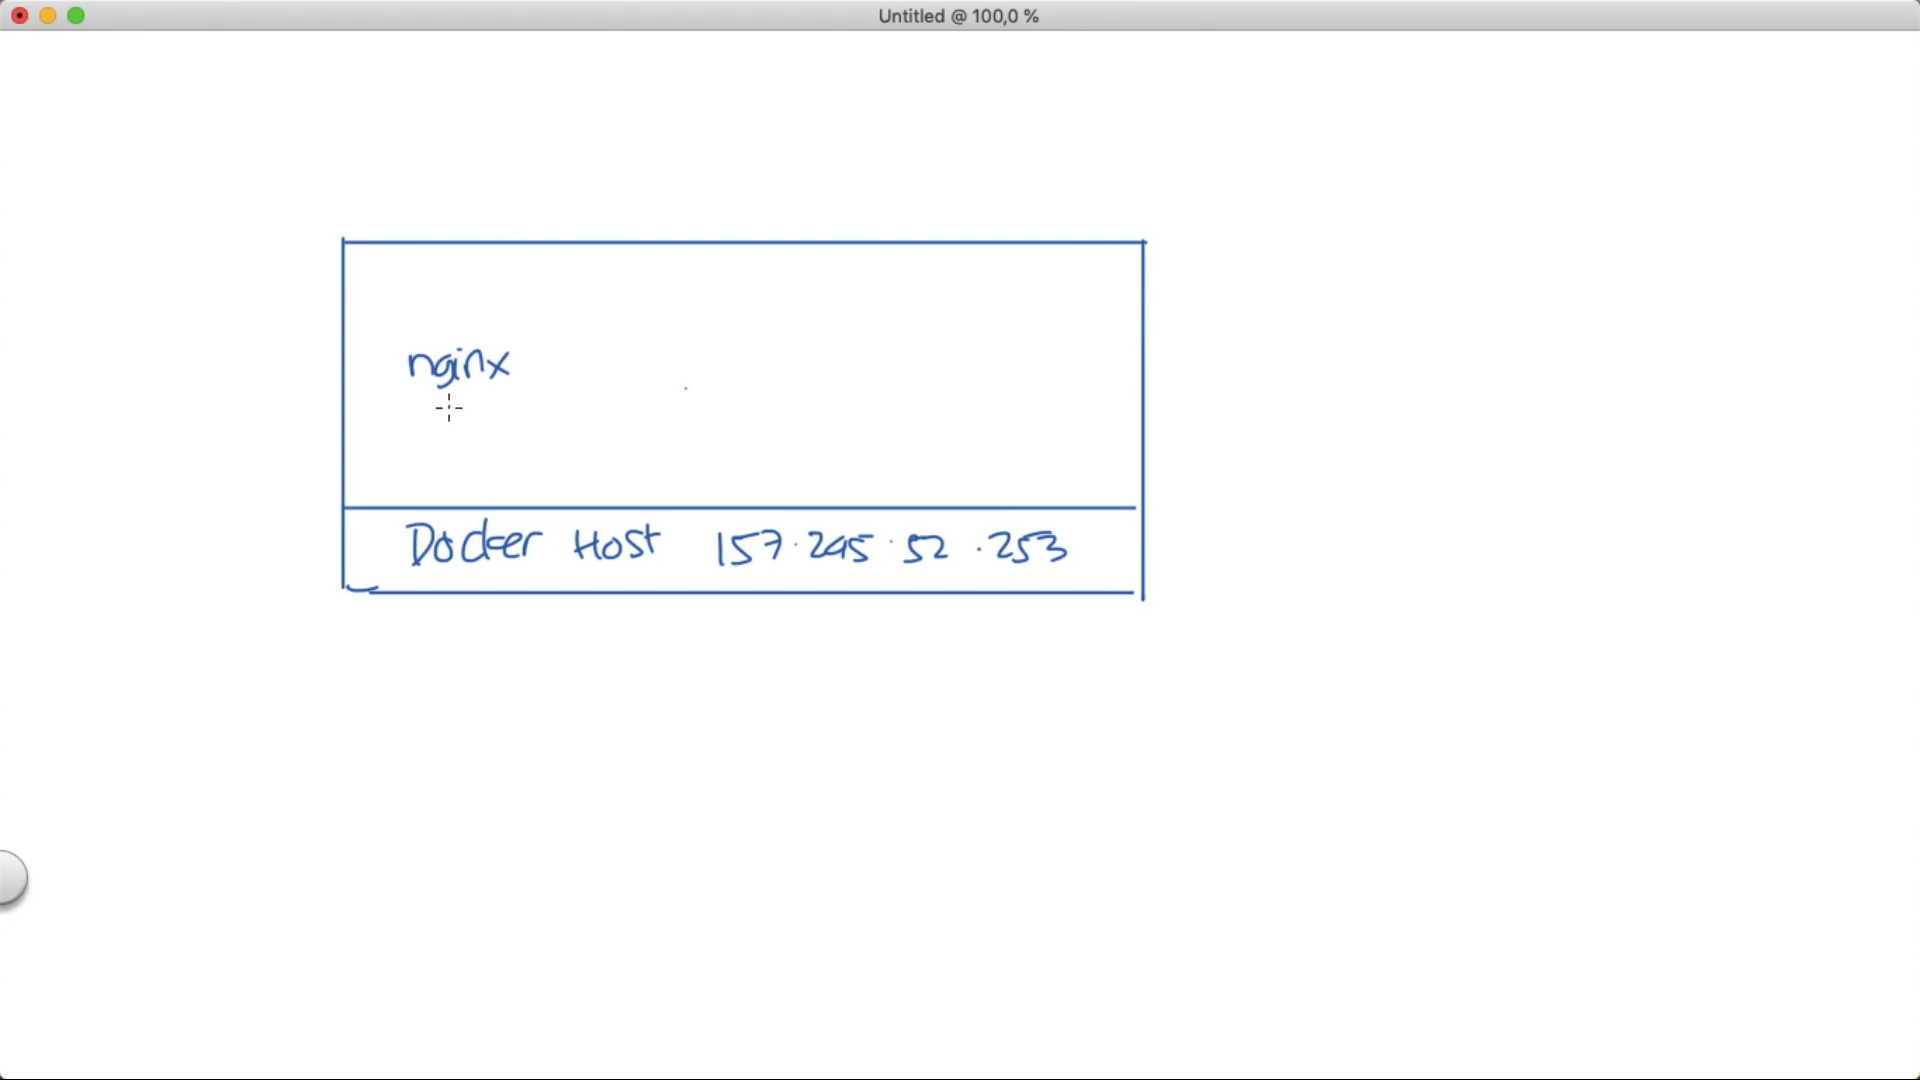 Untitled @ 100,0 %
nginx
Docker Host 157.245.52.253